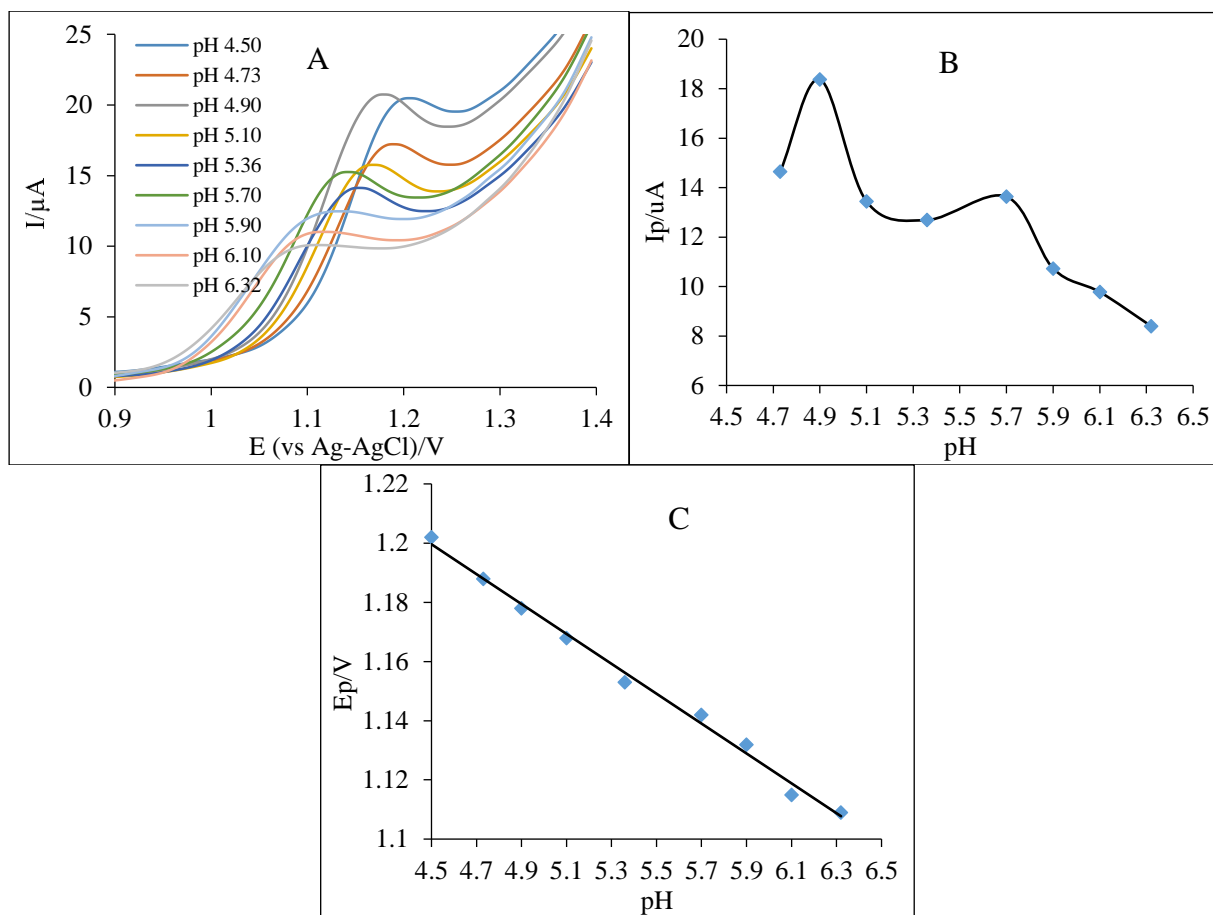 A
25
20
15
10
5
0
I/µA
pH 4.50
pH 4.73
pH 4.90
pH 5.10
pH 5.36
pH 5.70
pH 5.90
pH 6.10
pH 6.32
0.9 1 1.1 1.2 1.3 1.4
E (vs Ag-AgCl)/V
B
20
18
16
14
12
10
8
6
Ip/uA
4.5 4.7 4.9 5.1 5.3 5.5 5.7 5.9 6.1 6.3 6.5
pH
C
1.22
1.2
1.18
1.16
1.14
1.12
1.1
Ep/V
4.5 4.7 4.9 5.1 5.3 5.5 5.7 5.9 6.1 6.3 6.5
pH